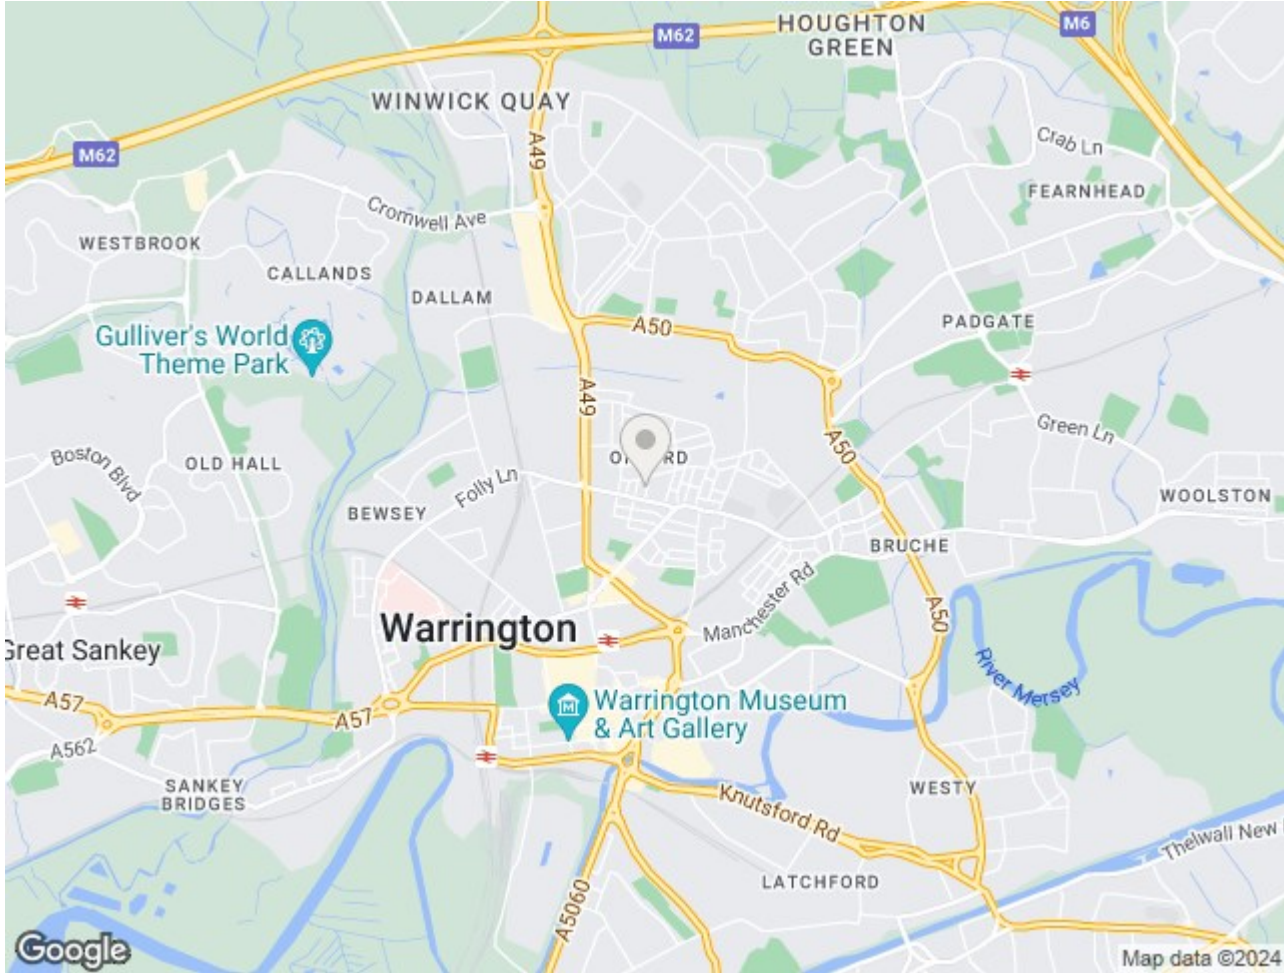 HOUGHTON
GREEN
M62
M6
WINWICK QUAY
A49
M62
Crab Ln
FEARNHEAD
Cromwell Ave
WESTBROOK
CALLANDS
DALLAM
PADGATE
A50
Gulliver's World
Theme Park
A49
Green Ln
A50
Boston Blvd
OLD HALL
Folly Ln
WOOLSTON
BEWSEY
BRUCHE
Manchester Rd
A50
Warrington
Great Sankey
River Mersey
A57
A57
Warrington Museum
& Art Gallery
A562
SANKEY
BRIDGES
WESTY
Knutsford Rd
Thelwall New
LATCHFORD
A5060
Google
Map data ©2024